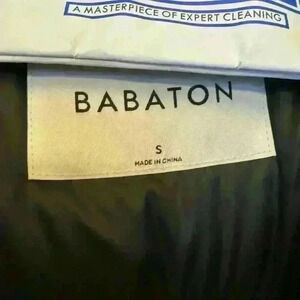 A MASTERPIECE OF EXPERT CLEANING
BABATON
S
MADE IN CHINA